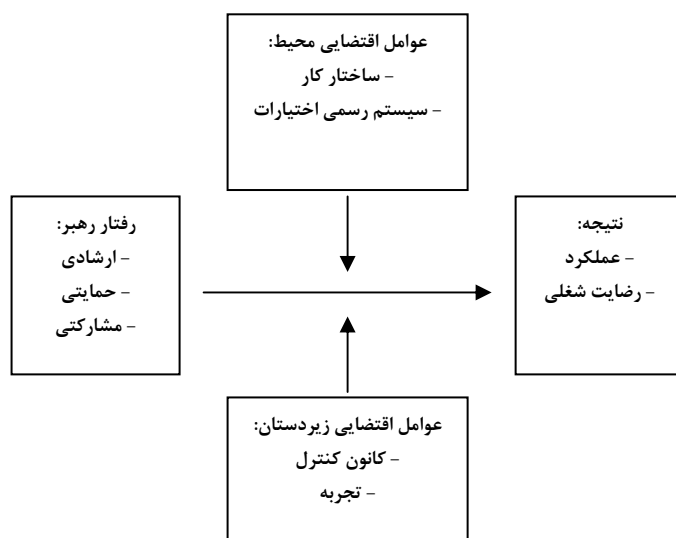 عوامل اقتضایی محیط:
– ساختار کار
– سیستم رسمی اختیارات
نتیجه:
– عملکرد
– رضایت شغلی
رفتار رهبر:
– ارشادی
– حمایتی
– مشارکتی
عوامل اقتضایی زیردستان:
– کانون کنترل
– تجربه